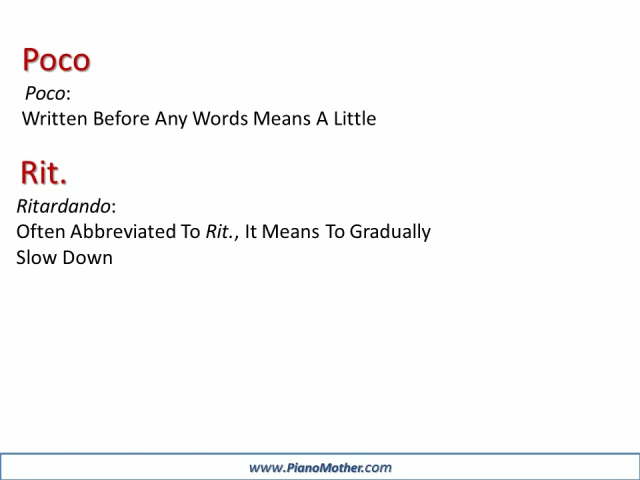 Poco
Poco:
Written Before Any Words Means A Little
Rit.
Ritardando:
Often Abbreviated To Rit., It Means To Gradually
Slow Down
www.PianoMother.com